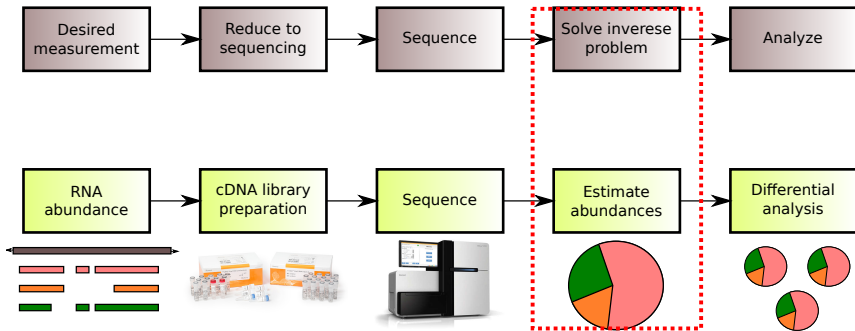 Desired
measurement
Reduce to
sequencing
Sequence
Solve inverese
problem
Analyze
RNA
abundance
cDNA library
preparation
Sequence
Estimate
abundances
Differential
analysis